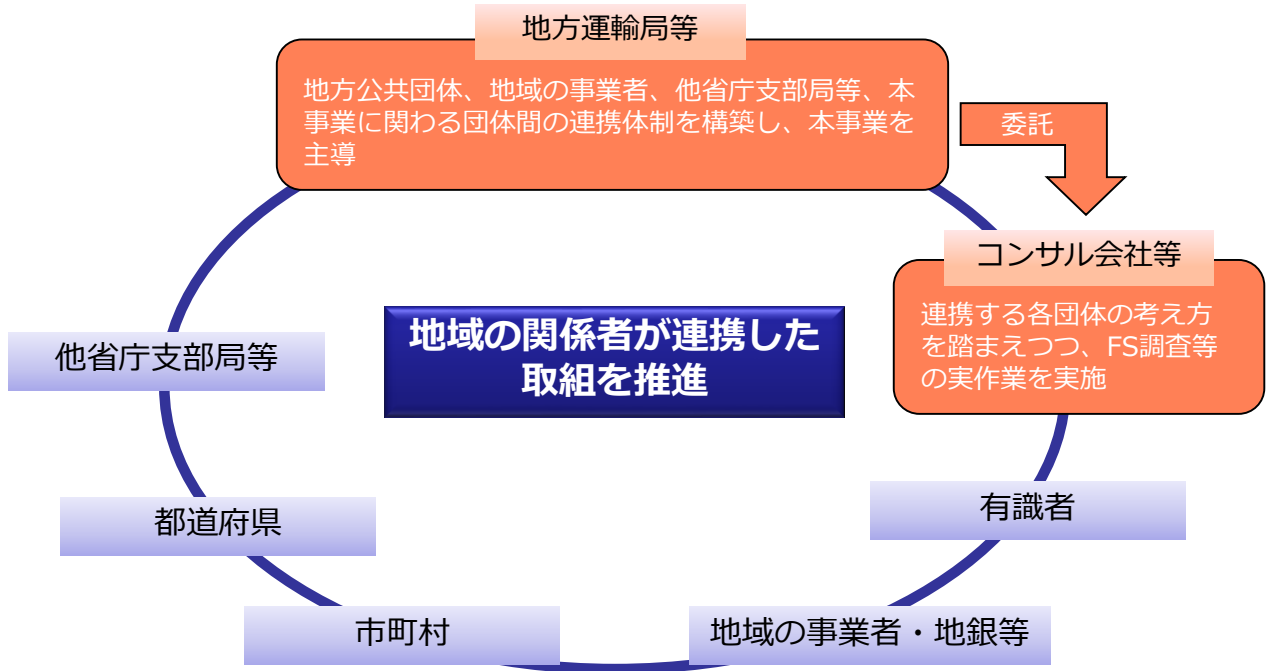 地方運輸局等
地方公共団体、地域の事業者、他省庁支部局等、本
事業に関わる団体間の連携体制を構築し、本事業を
主導
委託
コンサル会社等
連携する各団体の考え方
を踏まえつつ、FS調査等
の実作業を実施
地域の関係者が連携した
取組を推進
他省庁支部局等
都道府県
有識者
市町村
地域の事業者・地銀等